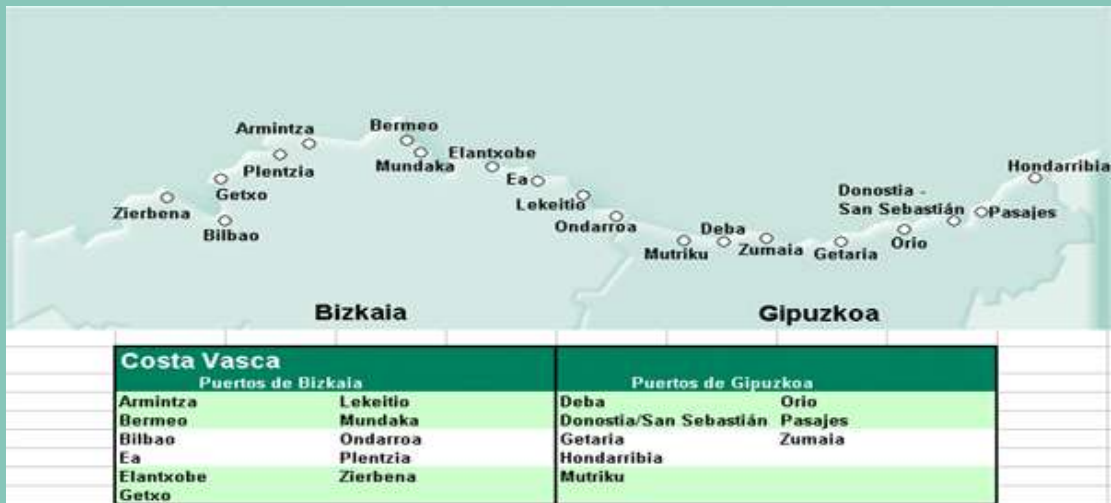 Armintza
Bermeo
Plentzia
Mundaka
Elantxobe
Ea
Getxo
Zierbena
Bilbao
Lekeitio
Ondarroa
Hondarribia
Donostia -
San Sebastián
Pasajes
Deba
Mutriku
Zumaia
Getaria
Orio
Bizkaia
Gipuzkoa
Costa Vasca
Puertos de Bizkaia Puertos de Gipuzkoa
Armintza Lekeitio Deba Orio
Bermeo Mundaka Donostia/San Sebastián Pasajes
Bilbao Ondarroa Getaria Zumaia
Ea Plentzia Hondarribia
Elantxobe Zierbena Mutriku
Getxo